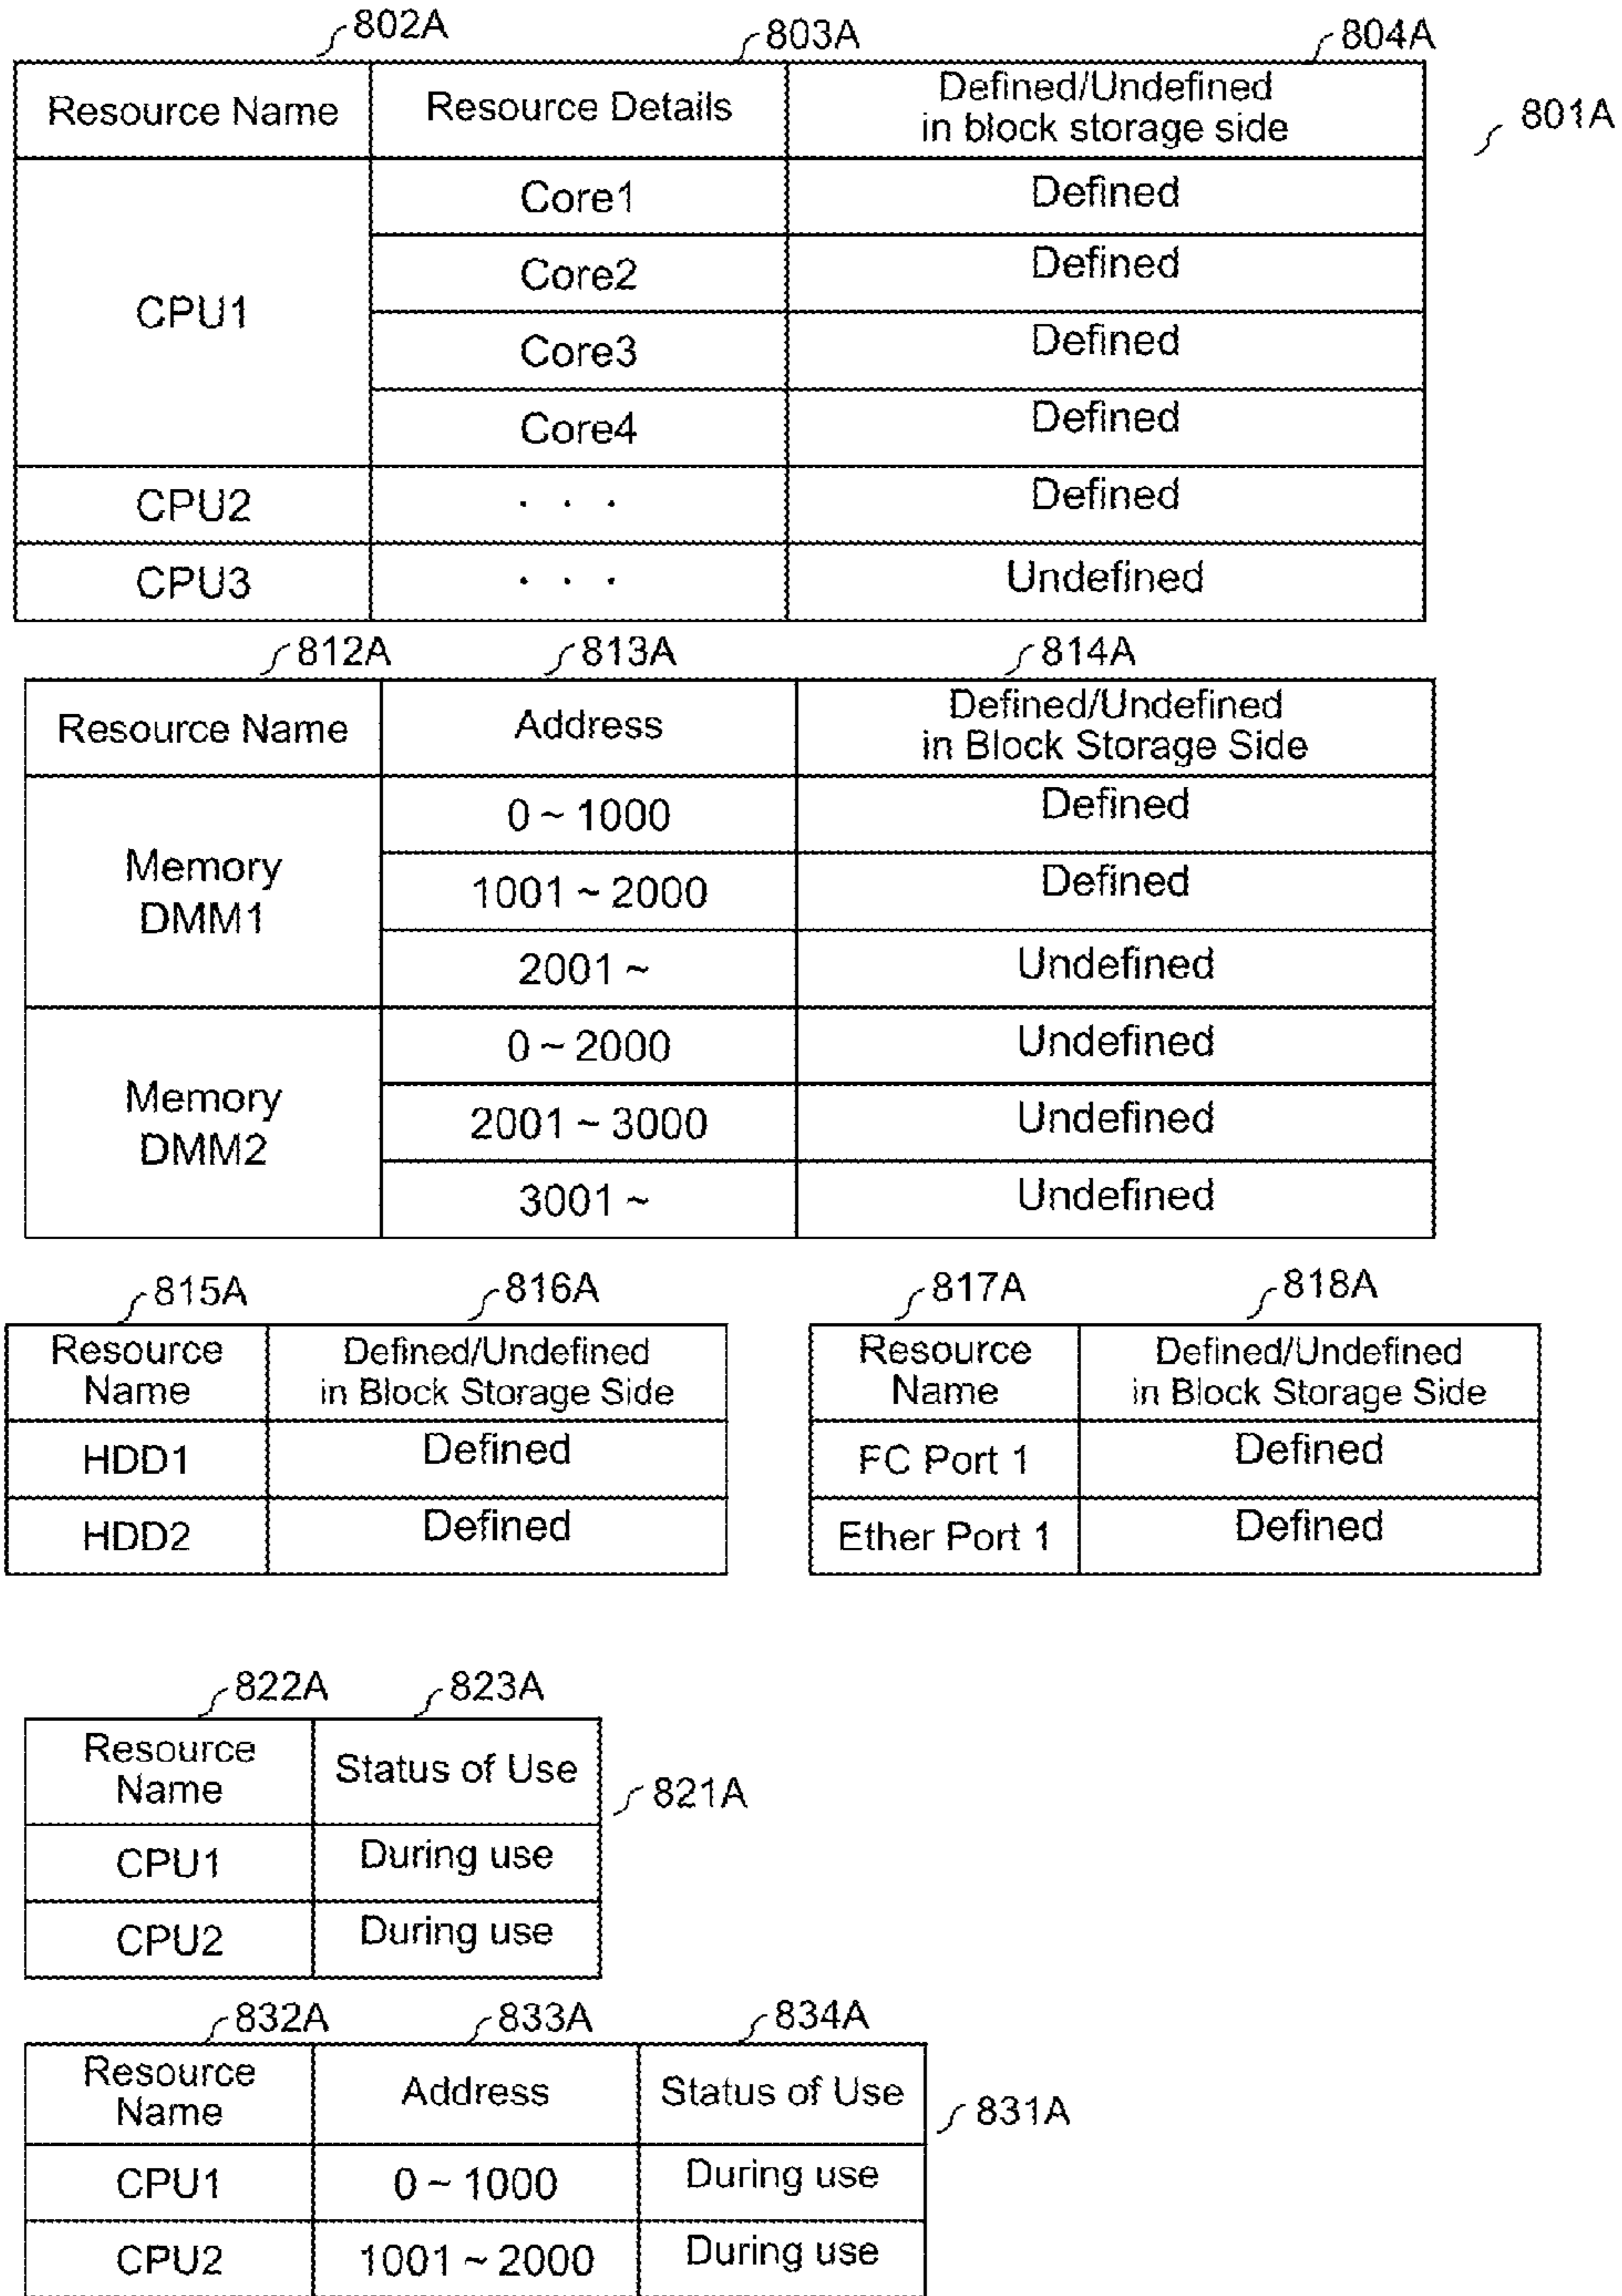 802A
803A
804A
801A
Resource Name
Resource Details
Defined/Undefined
in block storage side
CPU1
Core1
Defined
Core2
Defined
Core3
Defined
Core4
Defined
CPU2
. . .
Defined
CPU3
. . .
Undefined
812A
813A
814A
Resource Name
Address
Defined/Undefined
in Block Storage Side
Memory
DMM1
0 ~ 1000
Defined
1001 ~ 2000
Defined
2001 ~
Undefined
Memory
DMM2
0 ~ 2000
Undefined
2001 ~ 3000
Undefined
3001 ~
Undefined
815A
816A
Resource
Name
Defined/Undefined
in Block Storage Side
HDD1
Defined
HDD2
Defined
817A
818A
Resource
Name
Defined/Undefined
in Block Storage Side
FC Port 1
Defined
Ether Port 1
Defined
822A
823A
821A
Resource
Name
Status of Use
CPU1
During use
CPU2
During use
832A
833A
834A
831A
Resource
Name
Address
Status of Use
CPU1
0 ~ 1000
During use
CPU2
1001 ~ 2000
During use